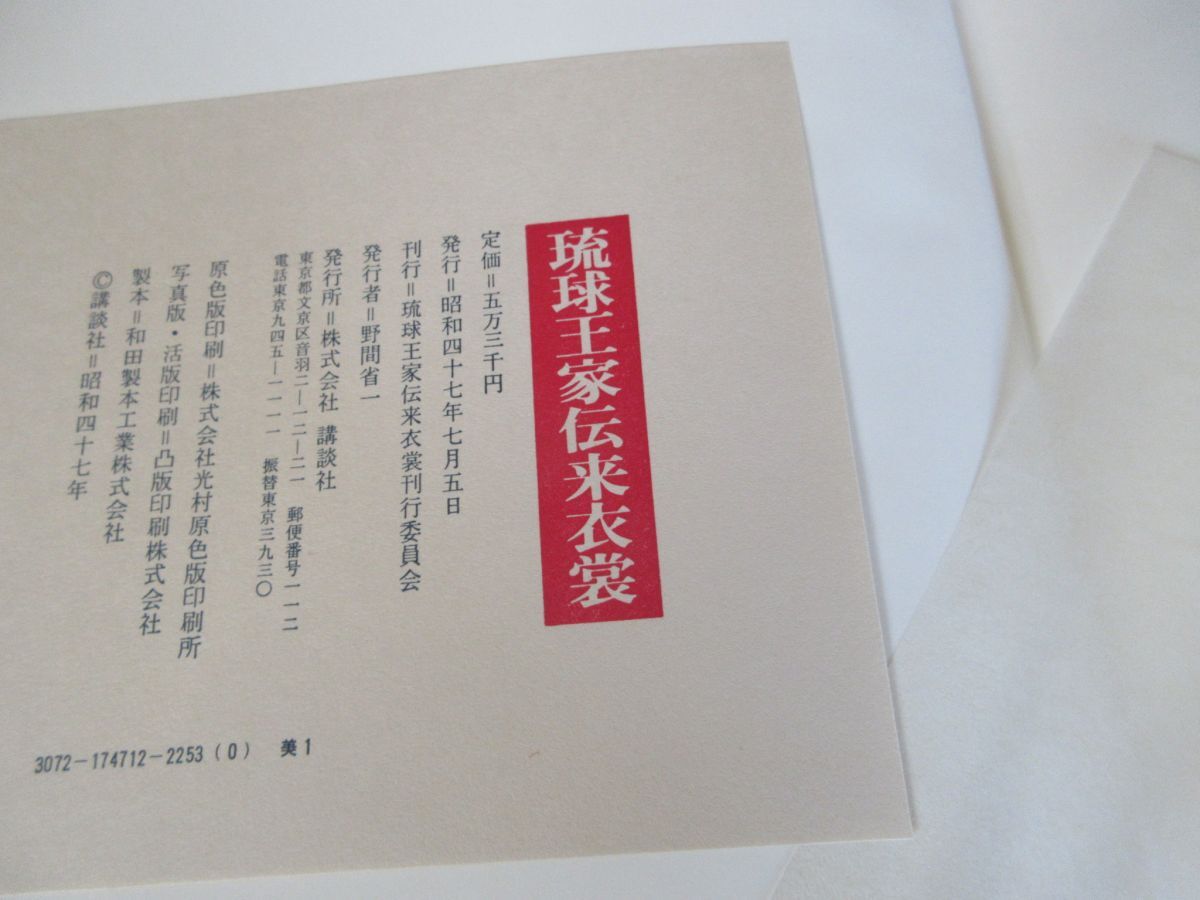 琉球王家伝来衣裳
定価＝五万三千円
発行＝昭和四十七年七月五日
刊行＝琉球王家伝来衣裳刊行委員会
発行者＝野間省一
発行所＝株式会社 講談社
東京都文京区音羽二―一二―二一 郵便番号一一二
電話東京九四五―一一一一 振替東京三九三〇
原色版印刷＝株式会社光村原色版印刷所
写真版・活版印刷＝凸版印刷株式会社
製本＝和田製本工業株式会社
©講談社＝昭和四十七年
3072-174712-2253(0) 美1